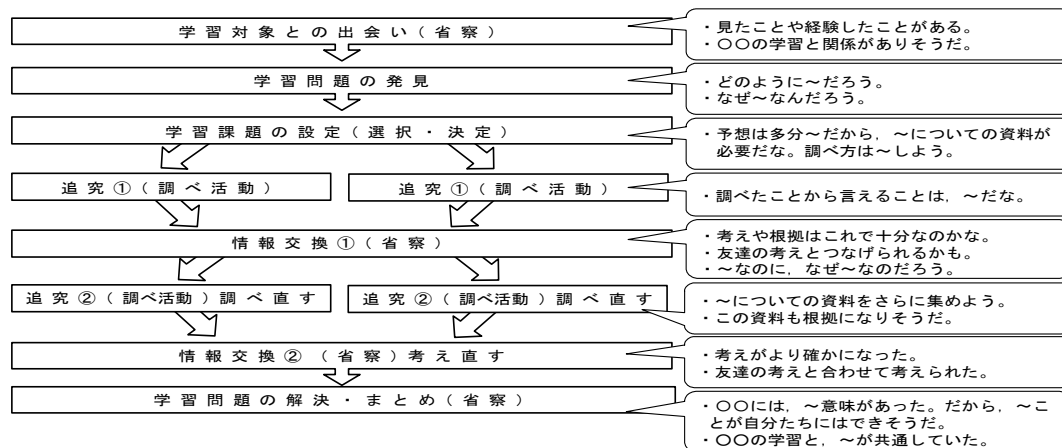 学習対象との出会い（省察）
・見たことや経験したことがある。
・〇〇の学習と関係がありそうだ。
学習問題の発見
・どのように～だろう。
・なぜ～なんだろう。
学習課題の設定（選択・決定）
・予想は多分～だから，～についての資料が
必要だな。調べ方は～しよう。
追究①（調べ活動）
追究①（調べ活動）
・調べたことから言えることは，～だな。
情報交換①（省察）
・考えや根拠はこれで十分なのかな。
・友達の考えとつなげられるかも。
・～なのに，なぜ～なのだろう。
追究②（調べ活動）調べ直す
追究②（調べ活動）調べ直す
・～についての資料をさらに集めよう。
・この資料も根拠になりそうだ。
情報交換②（省察）考え直す
・考えがより確かになった。
・友達の考えと合わせて考えられた。
学習問題の解決・まとめ（省察）
・〇〇には，～意味があった。だから，～こ
とが自分たちにはできそうだ。
・〇〇の学習と，～が共通していた。